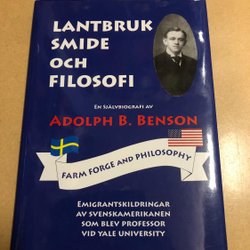 LANTBRUK
SMIDE
OCH
FILOSOFI
EN SJÄLVBIOGRAFI AV
ADOLPH B. BENSON
FARM FORGE AND PHILOSOPHY
EMIGRANTSKILDRINGAR
AV SVENSKAMERIKANEN
SOM BLEV PROFESSOR
VID YALE UNIVERSITY